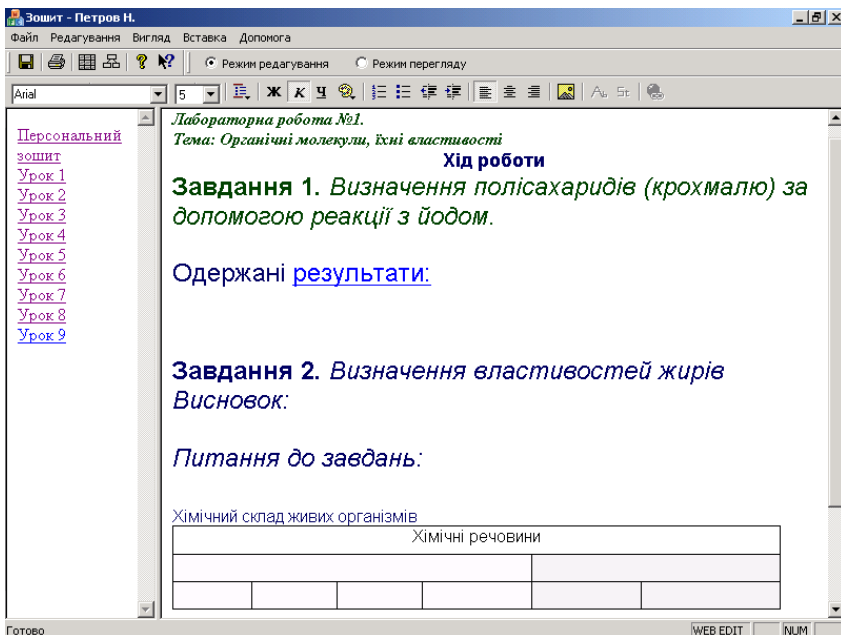 Зошит - Петров Н.
Файл Редагування Вигляд Вставка Допомога
Режим редагування Режим перегляду
Arial 5 Ж К Ч
Персональний
зошит
Урок 1
Урок 2
Урок 3
Урок 4
Урок 5
Урок 6
Урок 7
Урок 8
Урок 9
Лабораторна робота №1.
Тема: Органічні молекули, їхні властивості
Хід роботи
Завдання 1. Визначення полісахаридів (крохмалю) за
допомогою реакції з йодом.
Одержані результати:
Завдання 2. Визначення властивостей жирів
Висновок:
Питання до завдань:
Хімічний склад живих організмів
Хімічні речовини
Готово WEB EDIT NUM